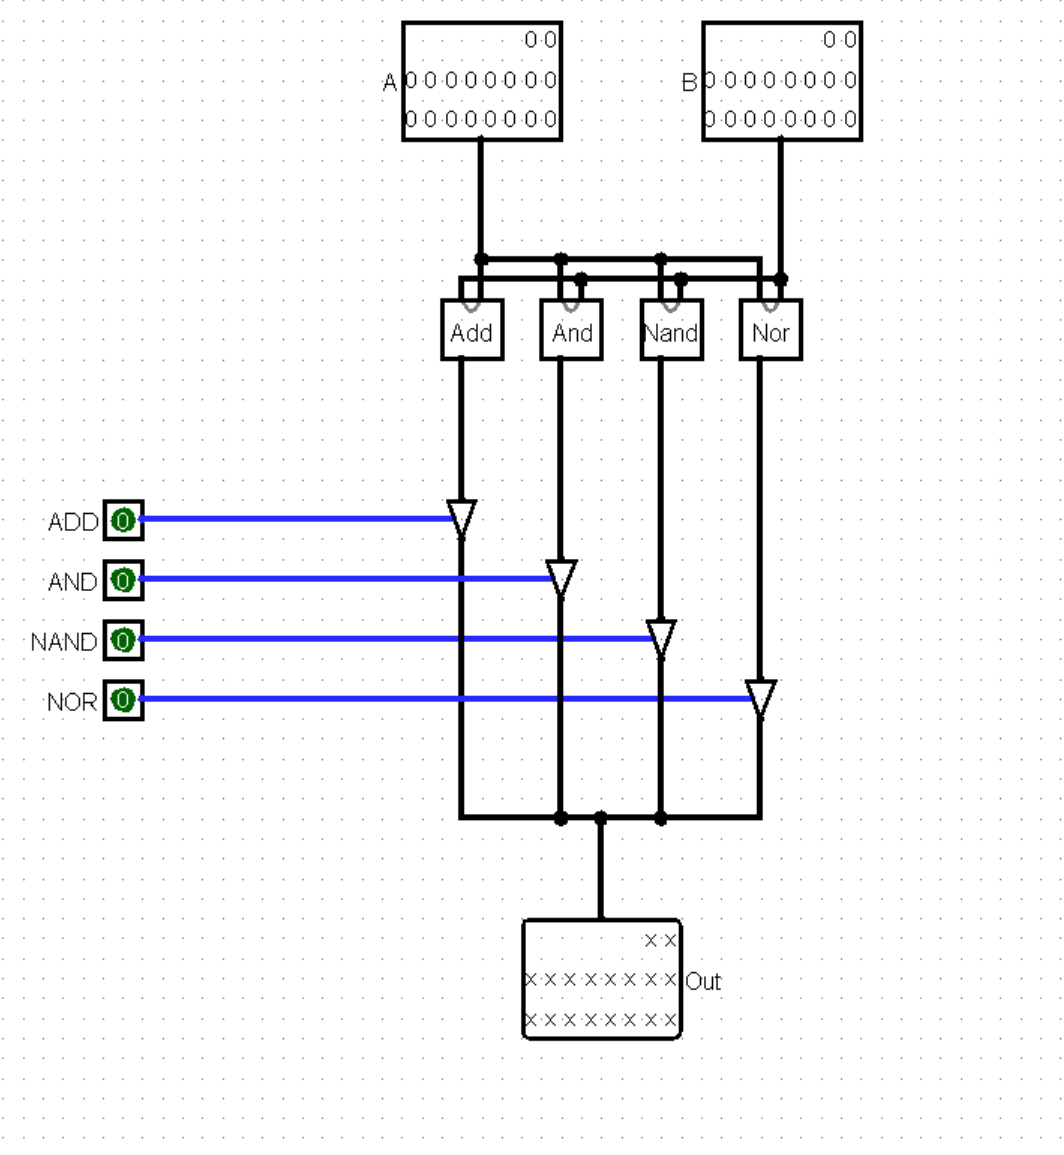 0 0 0 0
A 0 0 0 0 0 0 0 0 B 0 0 0 0 0 0 0 0
0 0 0 0 0 0 0 0 0 0 0 0 0 0 0 0
Add And Nand Nor
ADD 0
AND 0
NAND 0
NOR 0
x x
x x x x x x x x Out
x x x x x x x x